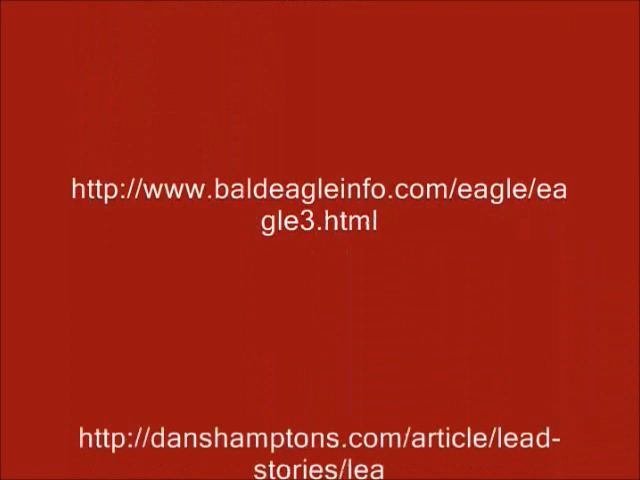 http://www.baldeagleinfo.com/eagle/ea
gle3.html
http://danshamptons.com/article/lead-
stories/lea